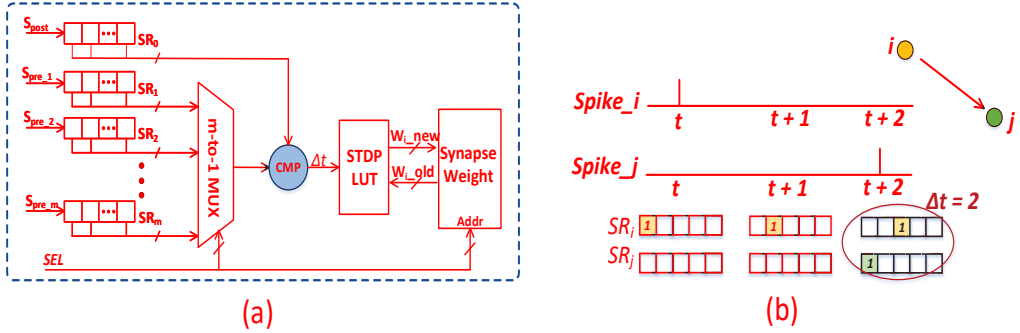 S_post
SR_0
S_pre_1
SR_1
S_pre_2
SR_2
S_pre_m
SR_m
m-to-1 MUX
CMP
Δt
STDP
LUT
W_i_new
W_i_old
Synapse
Weight
Addr
SEL
(a)
i
j
Spike_i
t
t + 1
t + 2
Spike_j
t
t + 1
t + 2
Δt = 2
SR_i
1
1
1
SR_j
1
(b)